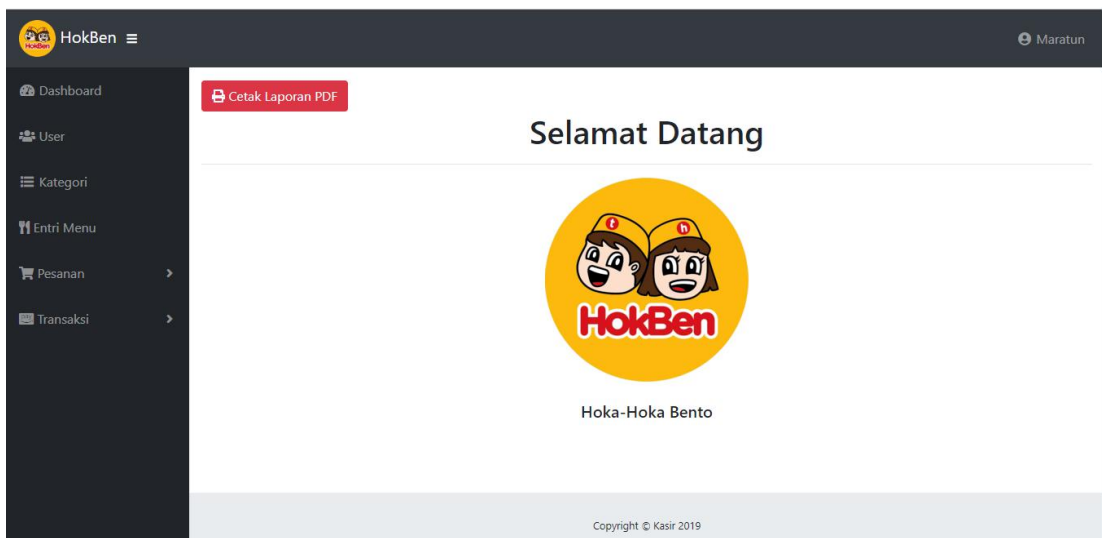 HokBen
Maratun
Dashboard
User
Kategori
Entri Menu
Pesanan
Transaksi
Cetak Laporan PDF
Selamat Datang
t h
HokBen
Hoka-Hoka Bento
Copyright © Kasir 2019